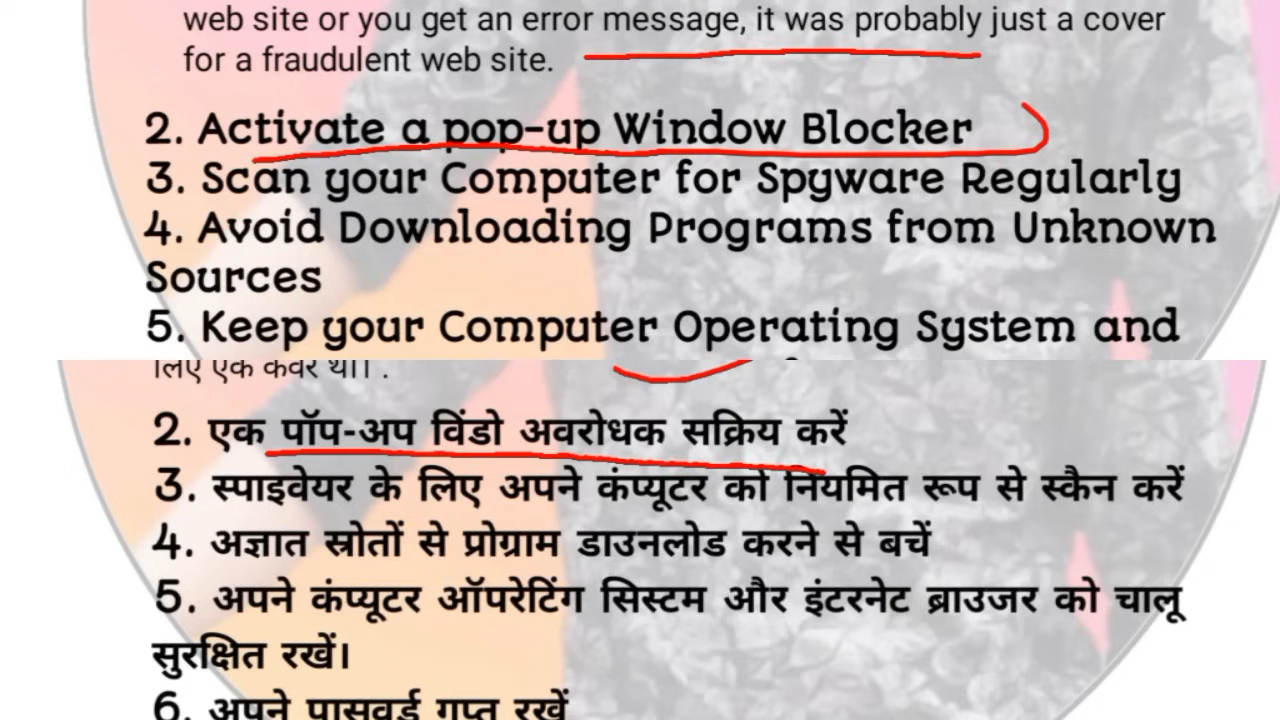 web site or you get an error message, it was probably just a cover
for a fraudulent web site.
2. Activate a pop-up Window Blocker
3. Scan your Computer for Spyware Regularly
4. Avoid Downloading Programs from Unknown
Sources
5. Keep your Computer Operating System and
लिए एक कवर था। .
2. एक पॉप-अप विंडो अवरोधक सक्रिय करें
3. स्पाइवेयर के लिए अपने कंप्यूटर को नियमित रूप से स्कैन करें
4. अज्ञात स्रोतों से प्रोग्राम डाउनलोड करने से बचें
5. अपने कंप्यूटर ऑपरेटिंग सिस्टम और इंटरनेट ब्राउजर को चालू
सुरक्षित रखें।
6. अपने पासवर्ड गुप्त रखें